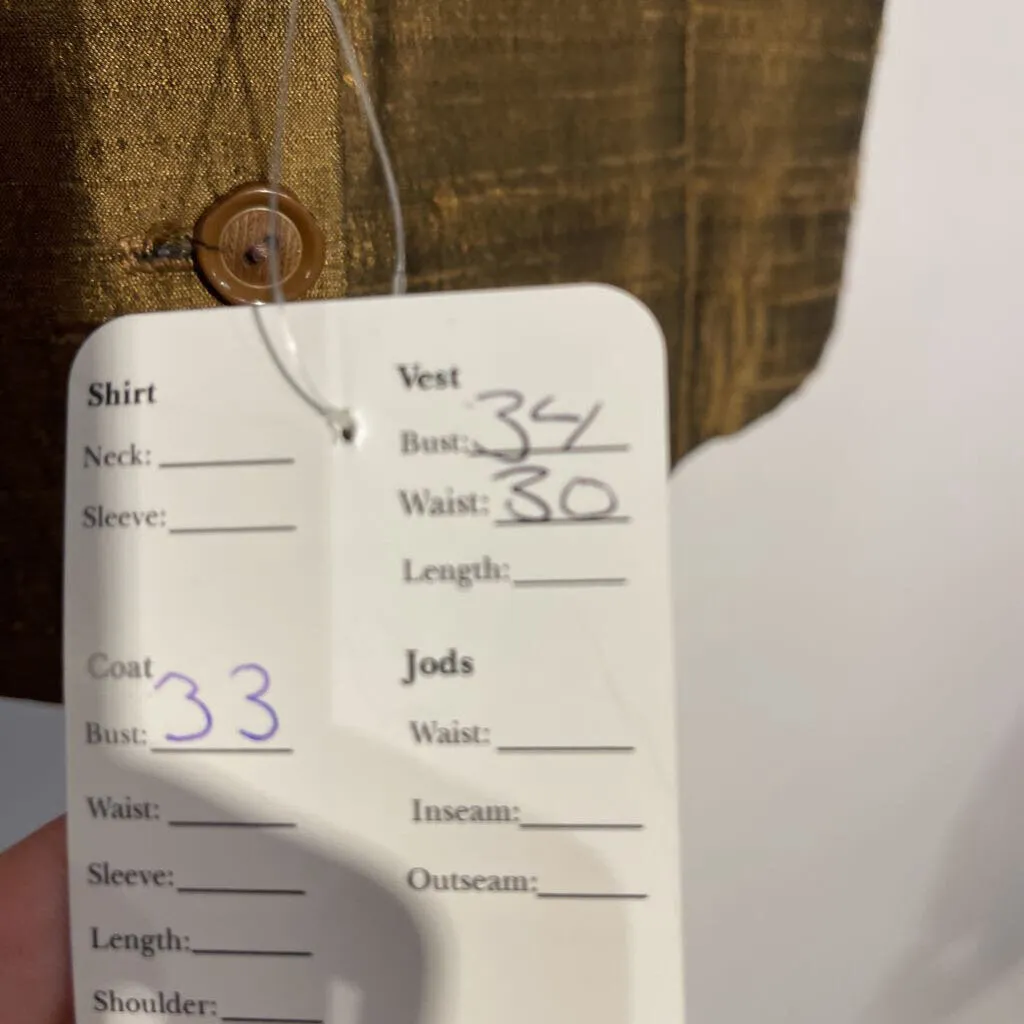 Shirt
Neck:
Sleeve:
Coat
Bust: 33
Waist:
Sleeve:
Length:
Shoulder:
Vest
Bust: 34
Waist: 30
Length:
Jods
Waist:
Inseam:
Outseam: